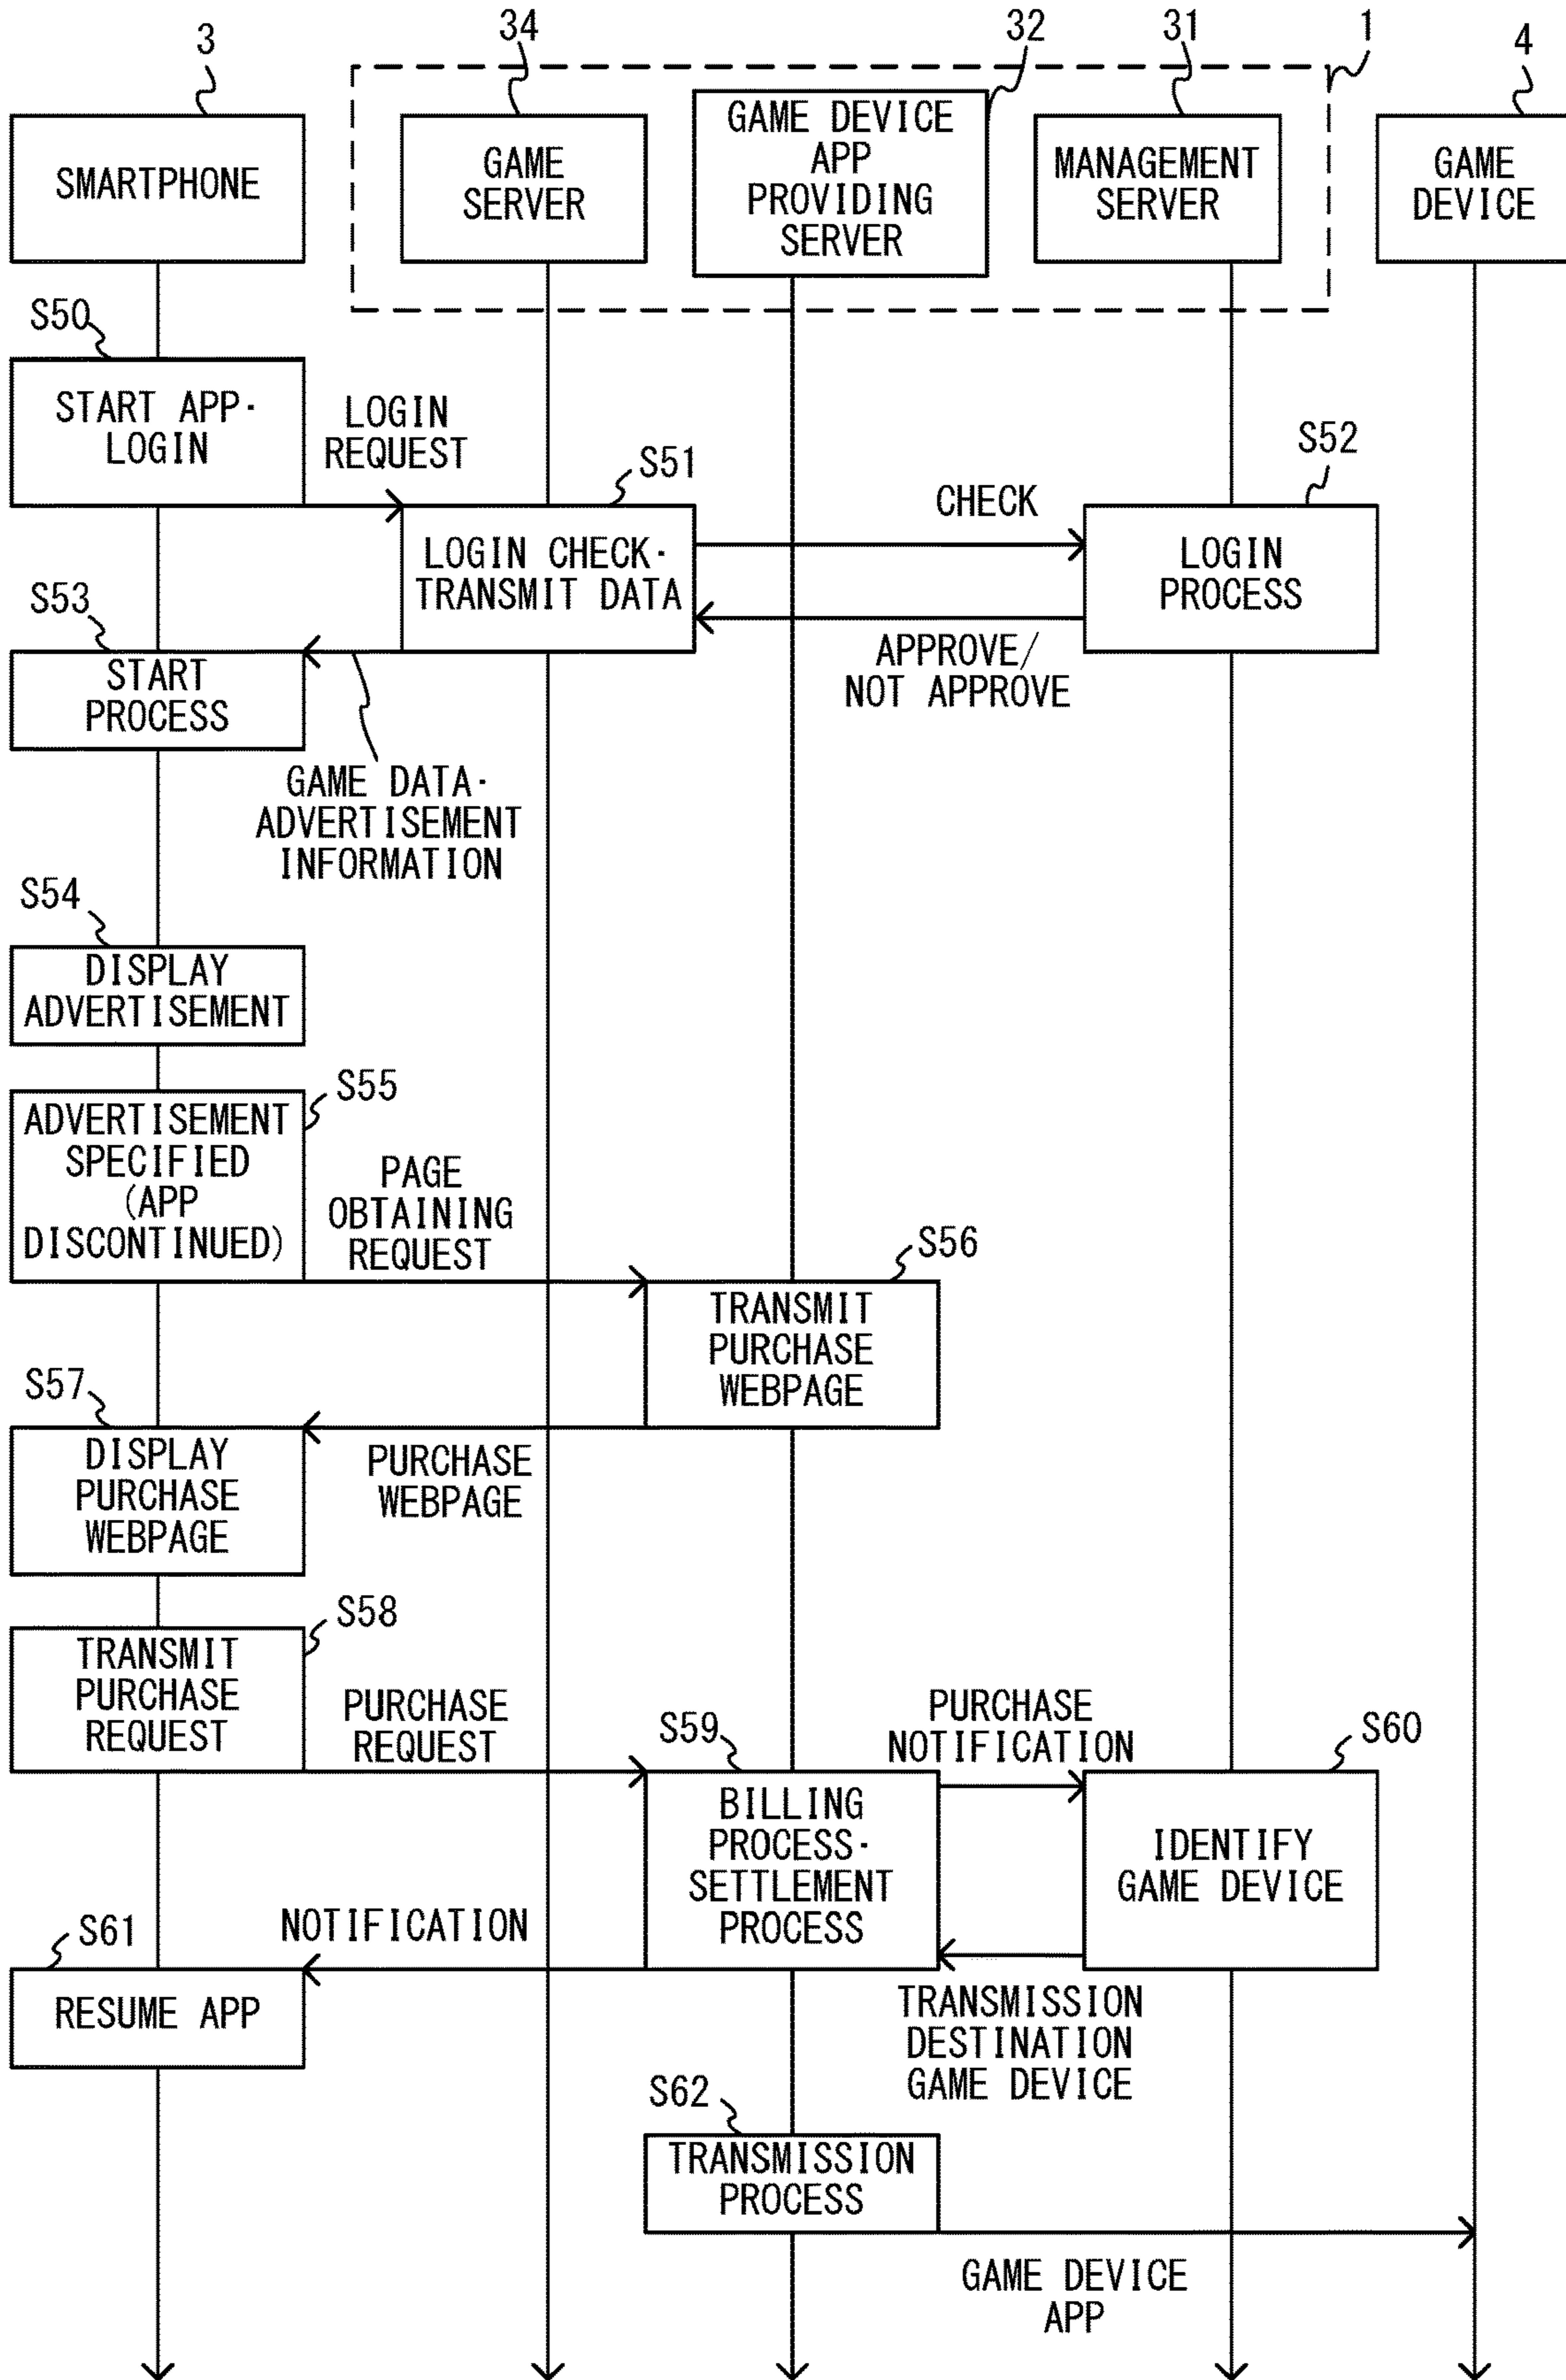 3
34
32
31
1
4
SMARTPHONE
GAME
SERVER
GAME DEVICE
APP
PROVIDING
SERVER
MANAGEMENT
SERVER
GAME
DEVICE
S50
START APP·
LOGIN
LOGIN
REQUEST
S51
LOGIN CHECK·
TRANSMIT DATA
CHECK
S52
LOGIN
PROCESS
APPROVE/
NOT APPROVE
S53
START
PROCESS
GAME DATA·
ADVERTISEMENT
INFORMATION
S54
DISPLAY
ADVERTISEMENT
S55
ADVERTISEMENT
SPECIFIED
(APP
DISCONTINUED)
PAGE
OBTAINING
REQUEST
S56
TRANSMIT
PURCHASE
WEBPAGE
S57
DISPLAY
PURCHASE
WEBPAGE
PURCHASE
WEBPAGE
S58
TRANSMIT
PURCHASE
REQUEST
PURCHASE
REQUEST
S59
BILLING
PROCESS·
SETTLEMENT
PROCESS
PURCHASE
NOTIFICATION
S60
IDENTIFY
GAME DEVICE
S61
NOTIFICATION
RESUME APP
TRANSMISSION
DESTINATION
GAME DEVICE
S62
TRANSMISSION
PROCESS
GAME DEVICE
APP